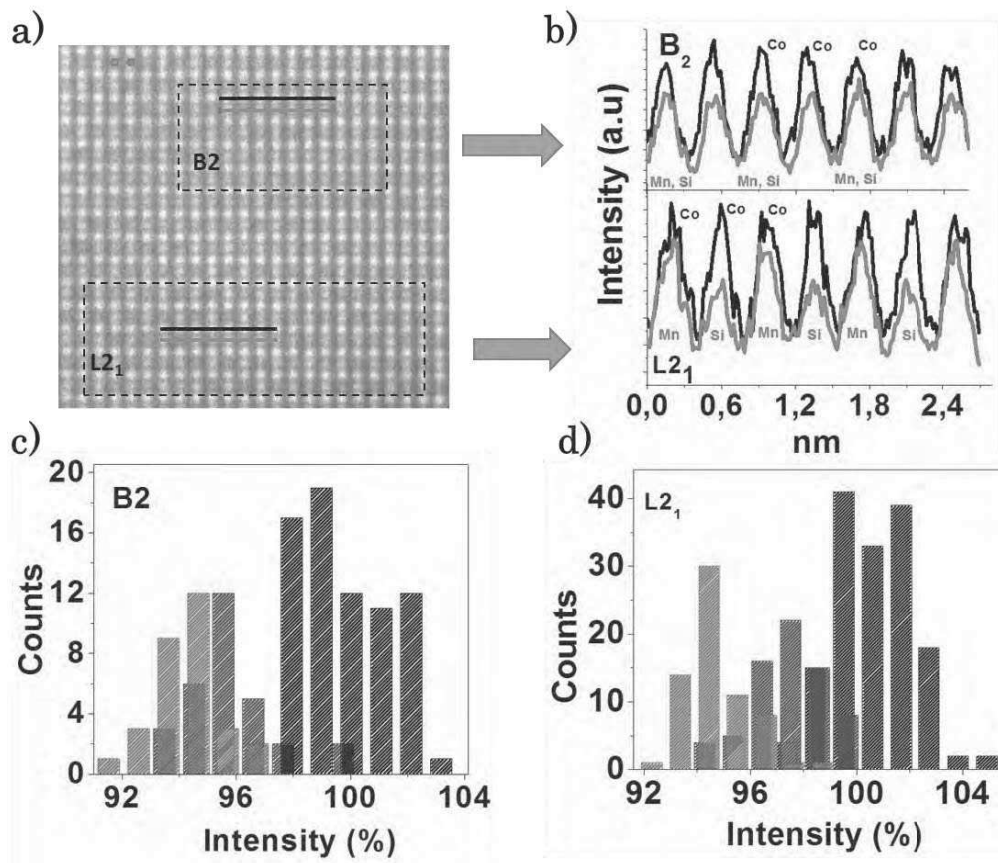 a)
B2
L2₁
b)
Intensity (a.u)
B₂
Co
Co
Co
Mn, Si
Mn, Si
Mn, Si
Co
Co
Co
Mn
Si
Mn
Si
Mn
Si
L2₁
0,0
0,6
1,2
1,8
2,4
nm
c)
B2
Counts
20
16
12
8
4
0
92
96
100
104
Intensity (%)
d)
L2₁
Counts
40
30
20
10
0
92
96
100
104
Intensity (%)